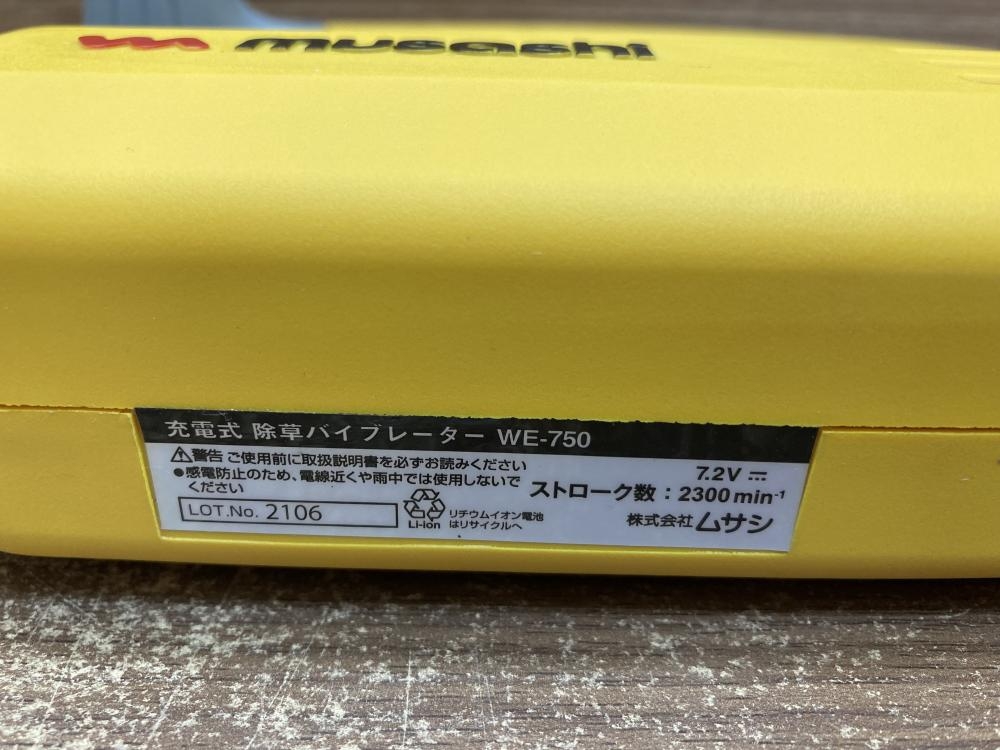 musashi
充電式 除草バイブレーター WE-750
警告 ご使用前に取扱説明書を必ずお読みください
●感電防止のため、電線近くや雨中では使用しないで
ください
LOT.No. 2106
Li-ion
リチウムイオン電池
はリサイクルへ
7.2V ⎓
ストローク数：2300min⁻¹
株式会社ムサシ